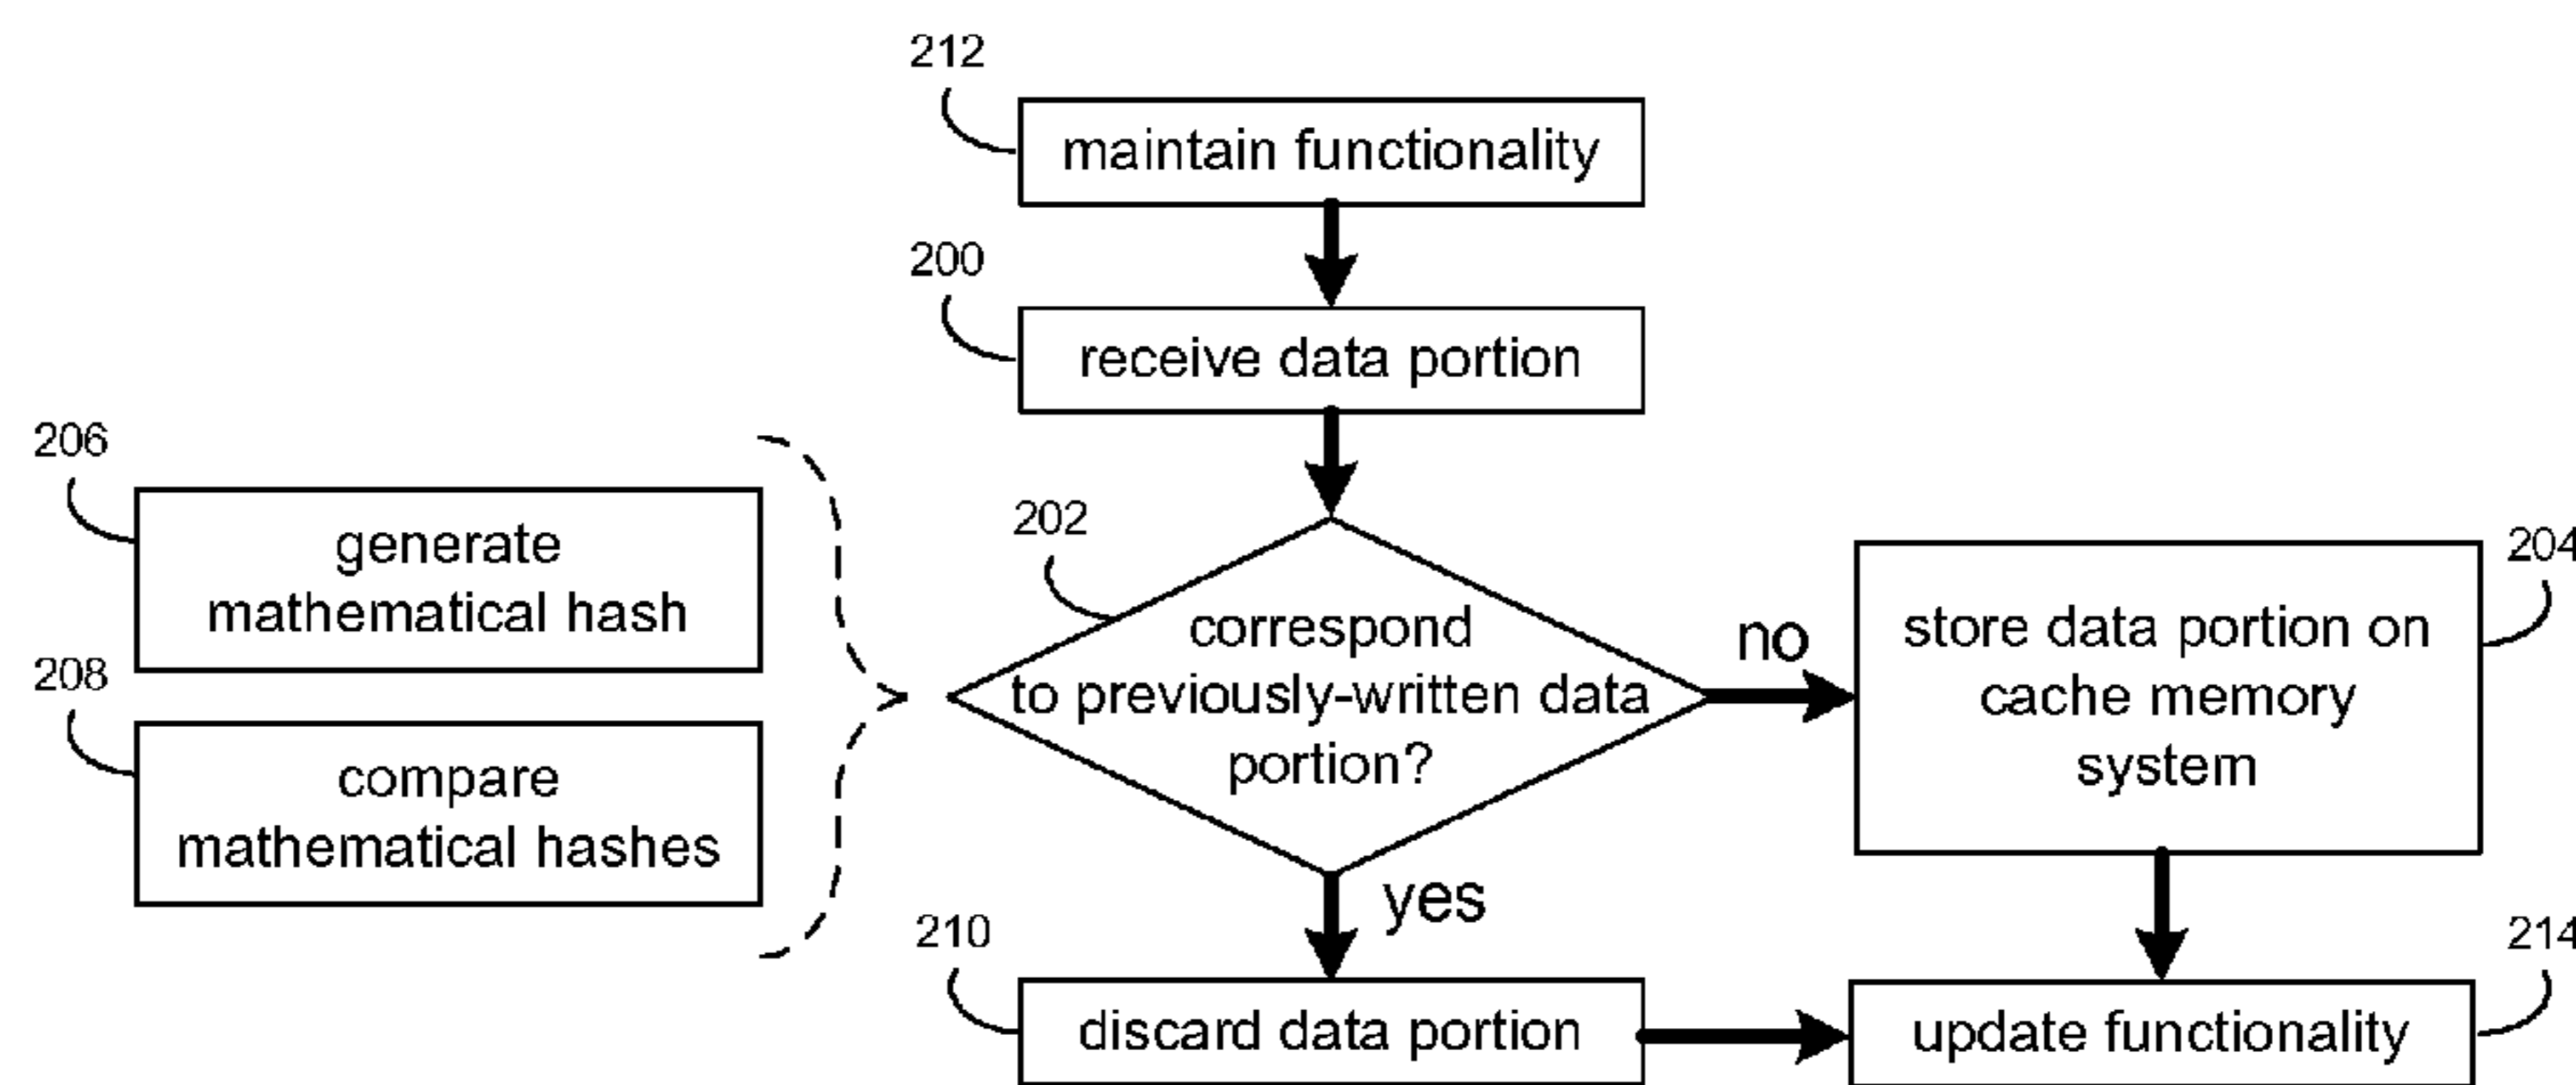 212
maintain functionality
200
receive data portion
206
generate
mathematical hash
208
compare
mathematical hashes
202
correspond
to previously-written data
portion?
no
204
store data portion on
cache memory
system
yes
210
discard data portion
214
update functionality